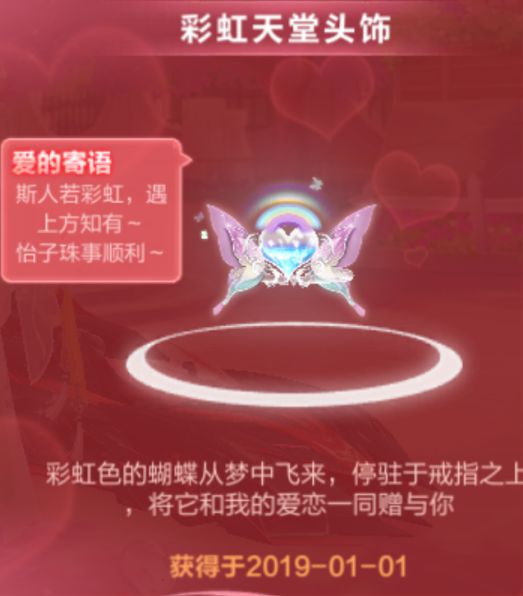 彩虹天堂头饰
爱的寄语
斯人若彩虹，遇
上方知有~
怡子珠事顺利~
彩虹色的蝴蝶从梦中飞来，停驻于戒指之上
，将它和我的爱恋一同赠与你
获得于2019-01-01